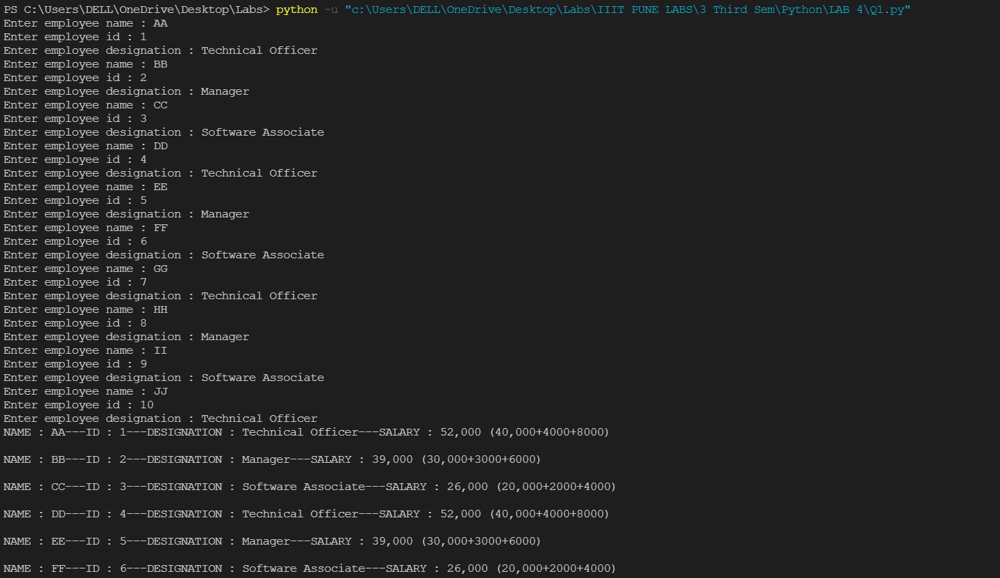 PS C:\Users\DELL\OneDrive\Desktop\Labs> python -u "c:\Users\DELL\OneDrive\Desktop\Labs\IIIT PUNE LABS\3 Third Sem\Python\LAB 4\Q1.py"
Enter employee name : AA
Enter employee id : 1
Enter employee designation : Technical Officer
Enter employee name : BB
Enter employee id : 2
Enter employee designation : Manager
Enter employee name : CC
Enter employee id : 3
Enter employee designation : Software Associate
Enter employee name : DD
Enter employee id : 4
Enter employee designation : Technical Officer
Enter employee name : EE
Enter employee id : 5
Enter employee designation : Manager
Enter employee name : FF
Enter employee id : 6
Enter employee designation : Software Associate
Enter employee name : GG
Enter employee id : 7
Enter employee designation : Technical Officer
Enter employee name : HH
Enter employee id : 8
Enter employee designation : Manager
Enter employee name : II
Enter employee id : 9
Enter employee designation : Software Associate
Enter employee name : JJ
Enter employee id : 10
Enter employee designation : Technical Officer
NAME : AA---ID : 1---DESIGNATION : Technical Officer---SALARY : 52,000 (40,000+4000+8000)
NAME : BB---ID : 2---DESIGNATION : Manager---SALARY : 39,000 (30,000+3000+6000)
NAME : CC---ID : 3---DESIGNATION : Software Associate---SALARY : 26,000 (20,000+2000+4000)
NAME : DD---ID : 4---DESIGNATION : Technical Officer---SALARY : 52,000 (40,000+4000+8000)
NAME : EE---ID : 5---DESIGNATION : Manager---SALARY : 39,000 (30,000+3000+6000)
NAME : FF---ID : 6---DESIGNATION : Software Associate---SALARY : 26,000 (20,000+2000+4000)